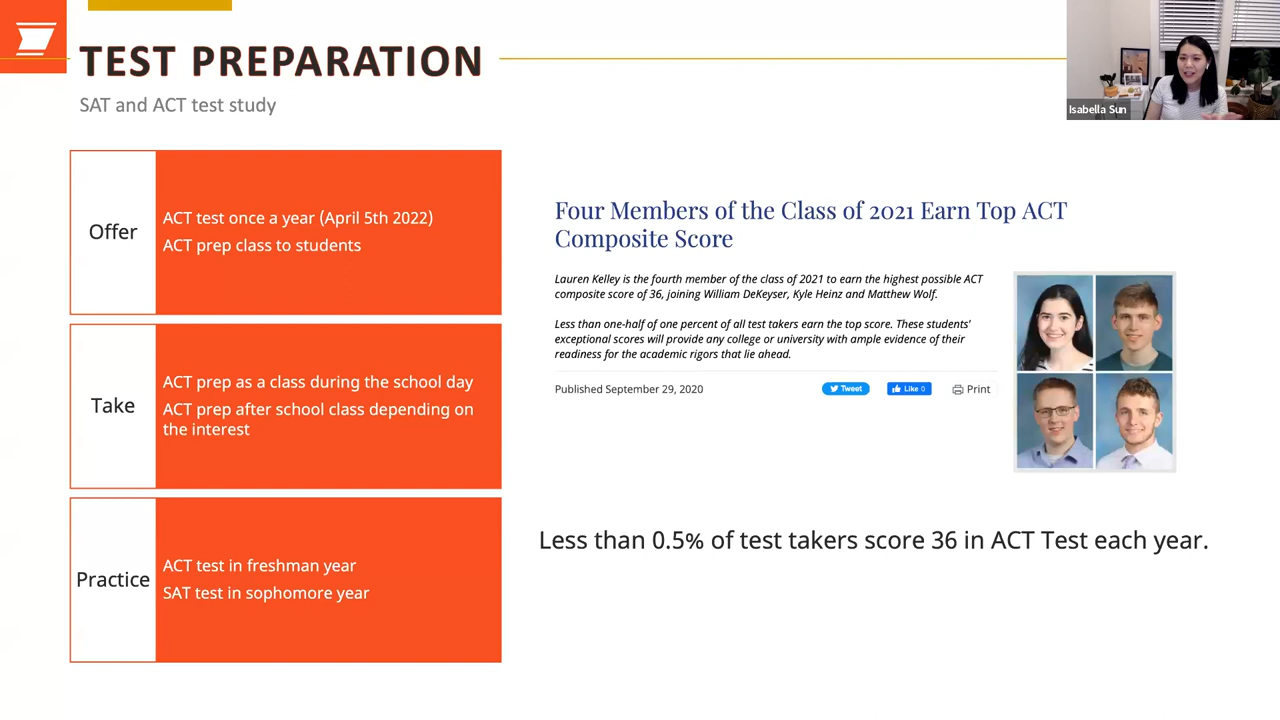 TEST PREPARATION
SAT and ACT test study
Isabella Sun
Offer
ACT test once a year (April 5th 2022)
ACT prep class to students
Take
ACT prep as a class during the school day
ACT prep after school class depending on
the interest
Practice
ACT test in freshman year
SAT test in sophomore year
Four Members of the Class of 2021 Earn Top ACT
Composite Score
Lauren Kelley is the fourth member of the class of 2021 to earn the highest possible ACT
composite score of 36, joining William DeKeyser, Kyle Heinz and Matthew Wolf.
Less than one-half of one percent of all test takers earn the top score. These students'
exceptional scores will provide any college or university with ample evidence of their
readiness for the academic rigors that lie ahead.
Published September 29, 2020
Tweet
Like 0
Print
Less than 0.5% of test takers score 36 in ACT Test each year.